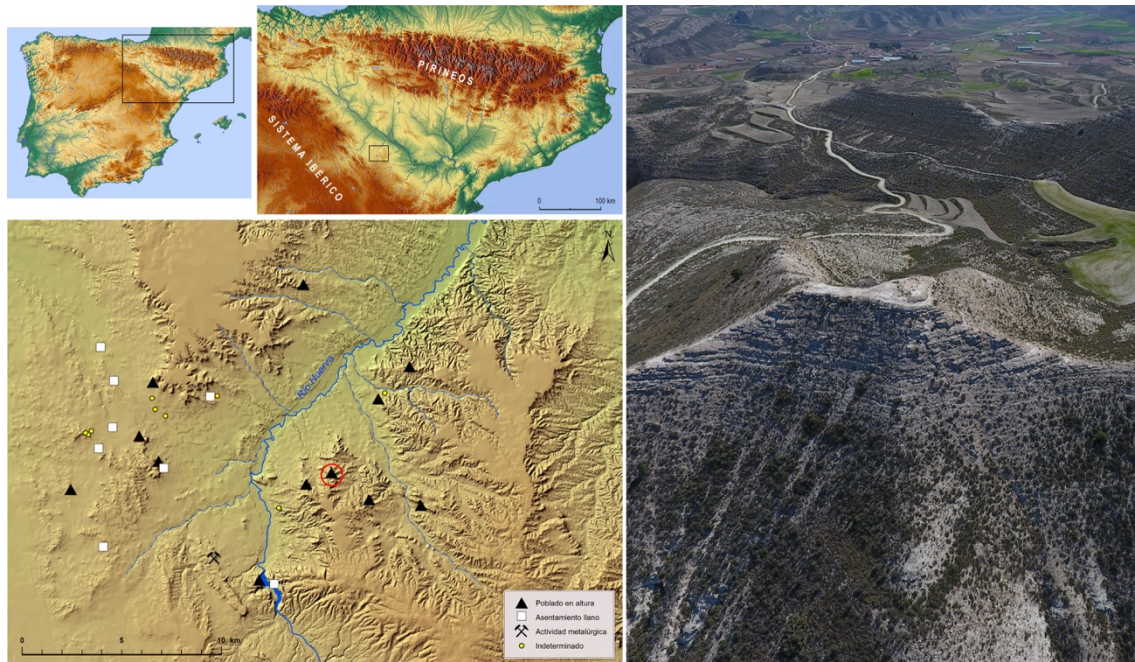 PIRINEOS
SISTEMA IBÉRICO
0 100 km
N
Río Huerva
0 5 10 km
Poblado en altura
Asentamiento llano
Actividad metalúrgica
Indeterminado